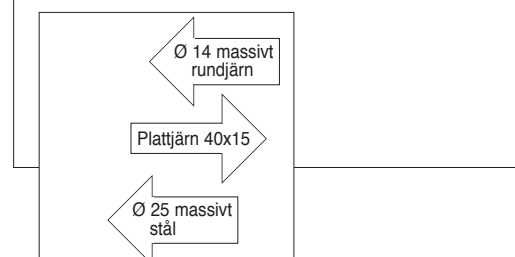 Ø 14 massivt
rundjärn
Plattjärn 40x15
Ø 25 massivt
stål